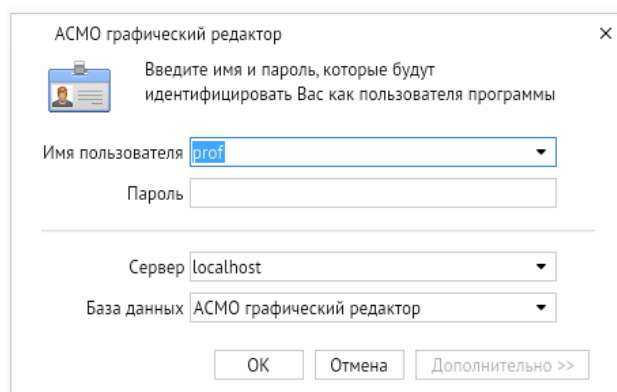 АСМО графический редактор
Введите имя и пароль, которые будут
идентифицировать Вас как пользователя программы
Имя пользователя prof
Пароль
Сервер localhost
База данных АСМО графический редактор
ОК Отмена Дополнительно >>